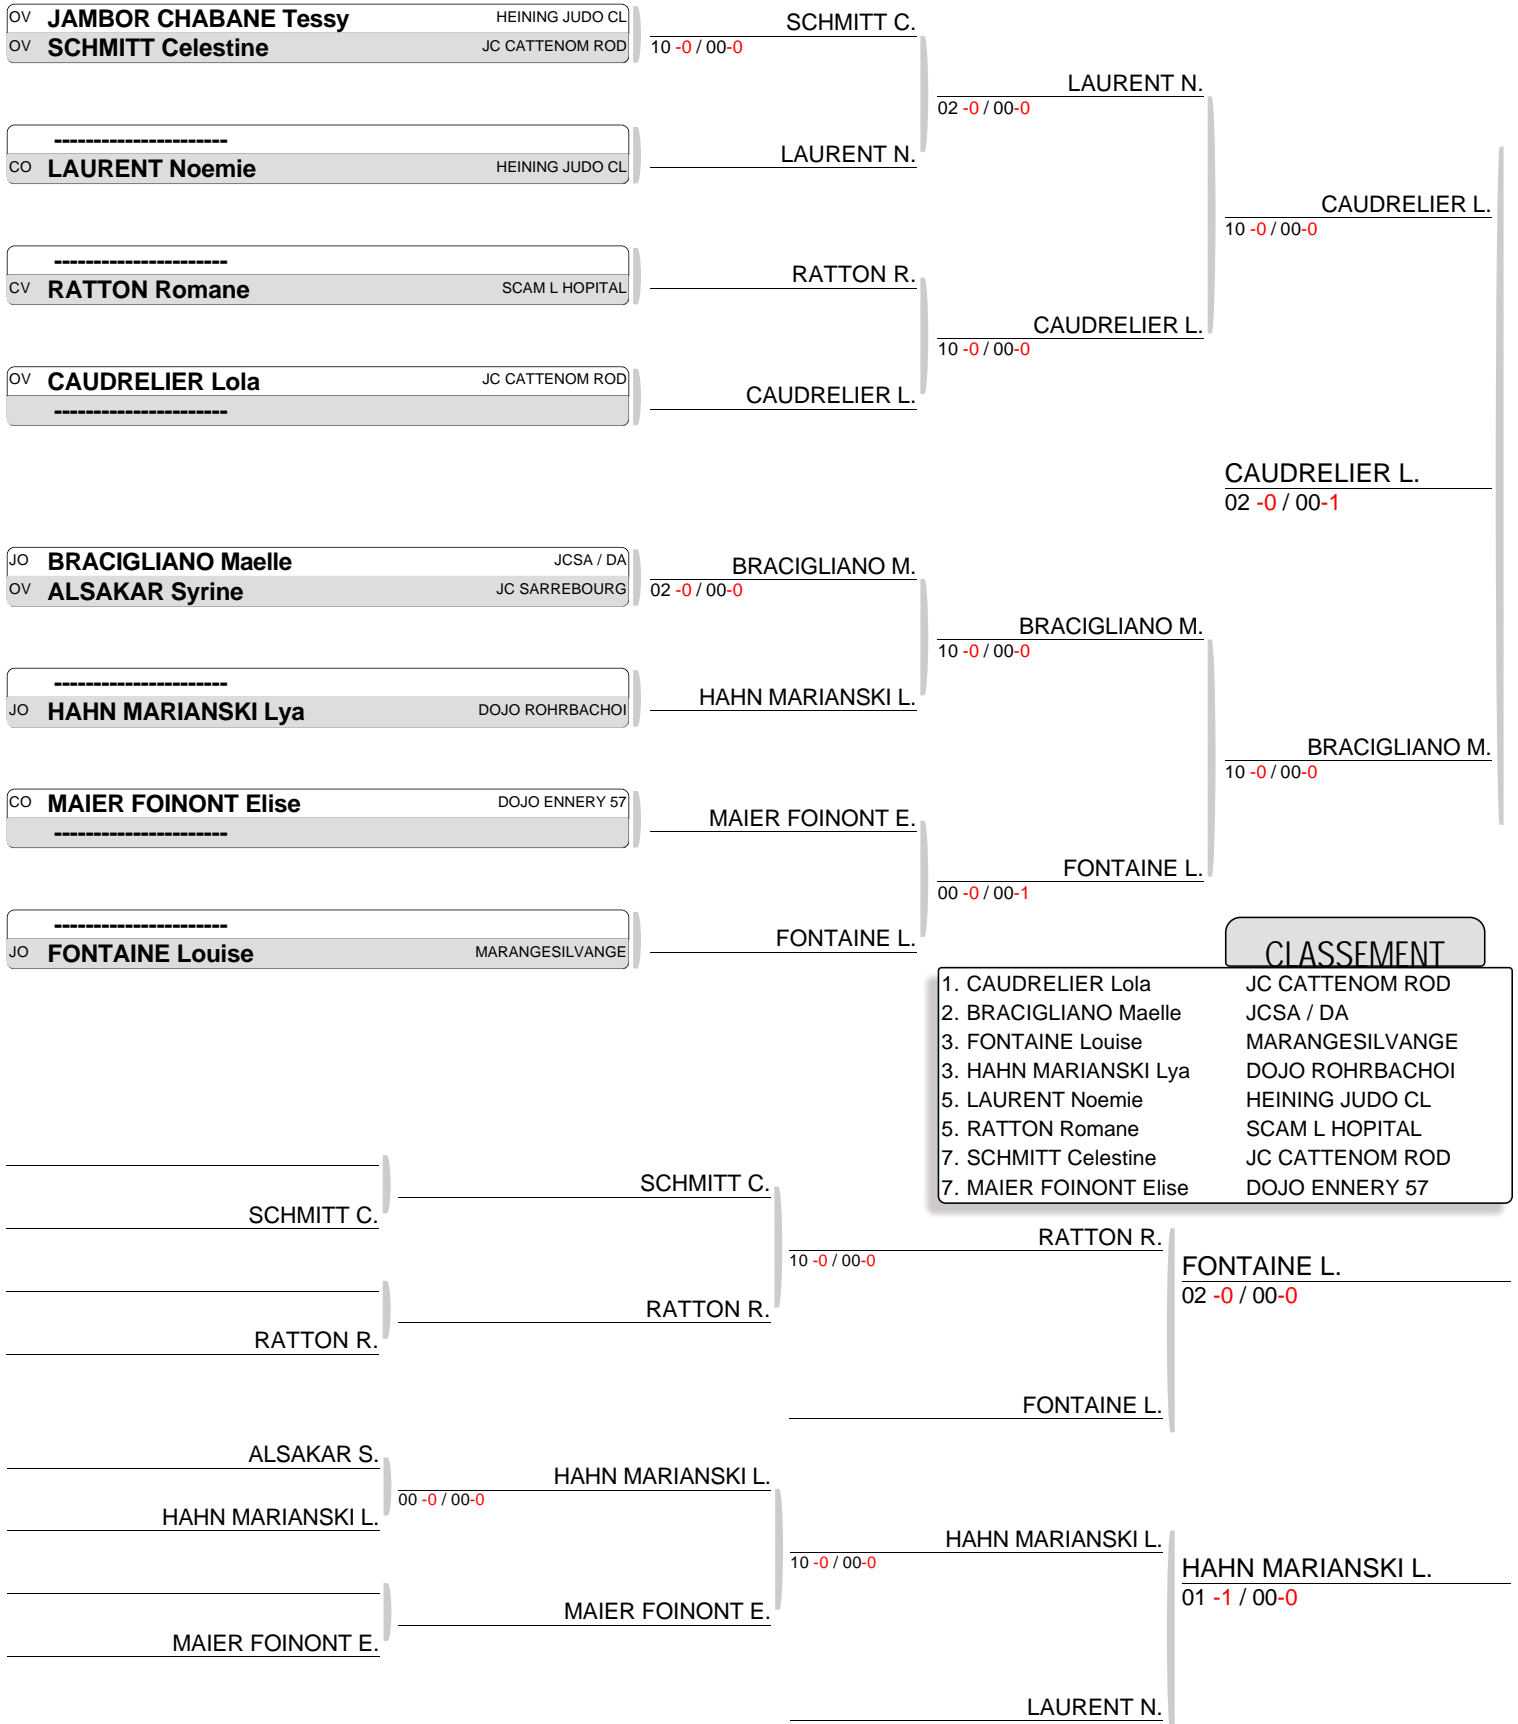 OV JAMBOR CHABANE Tessy HEINING JUDO CL
OV SCHMITT Celestine JC CATTENOM ROD
SCHMITT C.
10 -0 / 00-0
LAURENT N.
02 -0 / 00-0
----------------------
CO LAURENT Noemie HEINING JUDO CL
LAURENT N.
CAUDRELIER L.
10 -0 / 00-0
----------------------
CV RATTON Romane SCAM L HOPITAL
RATTON R.
CAUDRELIER L.
10 -0 / 00-0
OV CAUDRELIER Lola JC CATTENOM ROD
----------------------
CAUDRELIER L.
CAUDRELIER L.
02 -0 / 00-1
JO BRACIGLIANO Maelle JCSA / DA
OV ALSAKAR Syrine JC SARREBOURG
BRACIGLIANO M.
02 -0 / 00-0
BRACIGLIANO M.
10 -0 / 00-0
----------------------
JO HAHN MARIANSKI Lya DOJO ROHRBACHOI
HAHN MARIANSKI L.
BRACIGLIANO M.
10 -0 / 00-0
CO MAIER FOINONT Elise DOJO ENNERY 57
----------------------
MAIER FOINONT E.
FONTAINE L.
00 -0 / 00-1
----------------------
JO FONTAINE Louise MARANGESILVANGE
FONTAINE L.
CLASSEMENT
1. CAUDRELIER Lola JC CATTENOM ROD
2. BRACIGLIANO Maelle JCSA / DA
3. FONTAINE Louise MARANGESILVANGE
3. HAHN MARIANSKI Lya DOJO ROHRBACHOI
5. LAURENT Noemie HEINING JUDO CL
5. RATTON Romane SCAM L HOPITAL
7. SCHMITT Celestine JC CATTENOM ROD
7. MAIER FOINONT Elise DOJO ENNERY 57
SCHMITT C.
SCHMITT C.
RATTON R.
10 -0 / 00-0
FONTAINE L.
02 -0 / 00-0
RATTON R.
RATTON R.
FONTAINE L.
ALSAKAR S.
HAHN MARIANSKI L.
00 -0 / 00-0
HAHN MARIANSKI L.
HAHN MARIANSKI L.
10 -0 / 00-0
HAHN MARIANSKI L.
01 -1 / 00-0
MAIER FOINONT E.
MAIER FOINONT E.
LAURENT N.